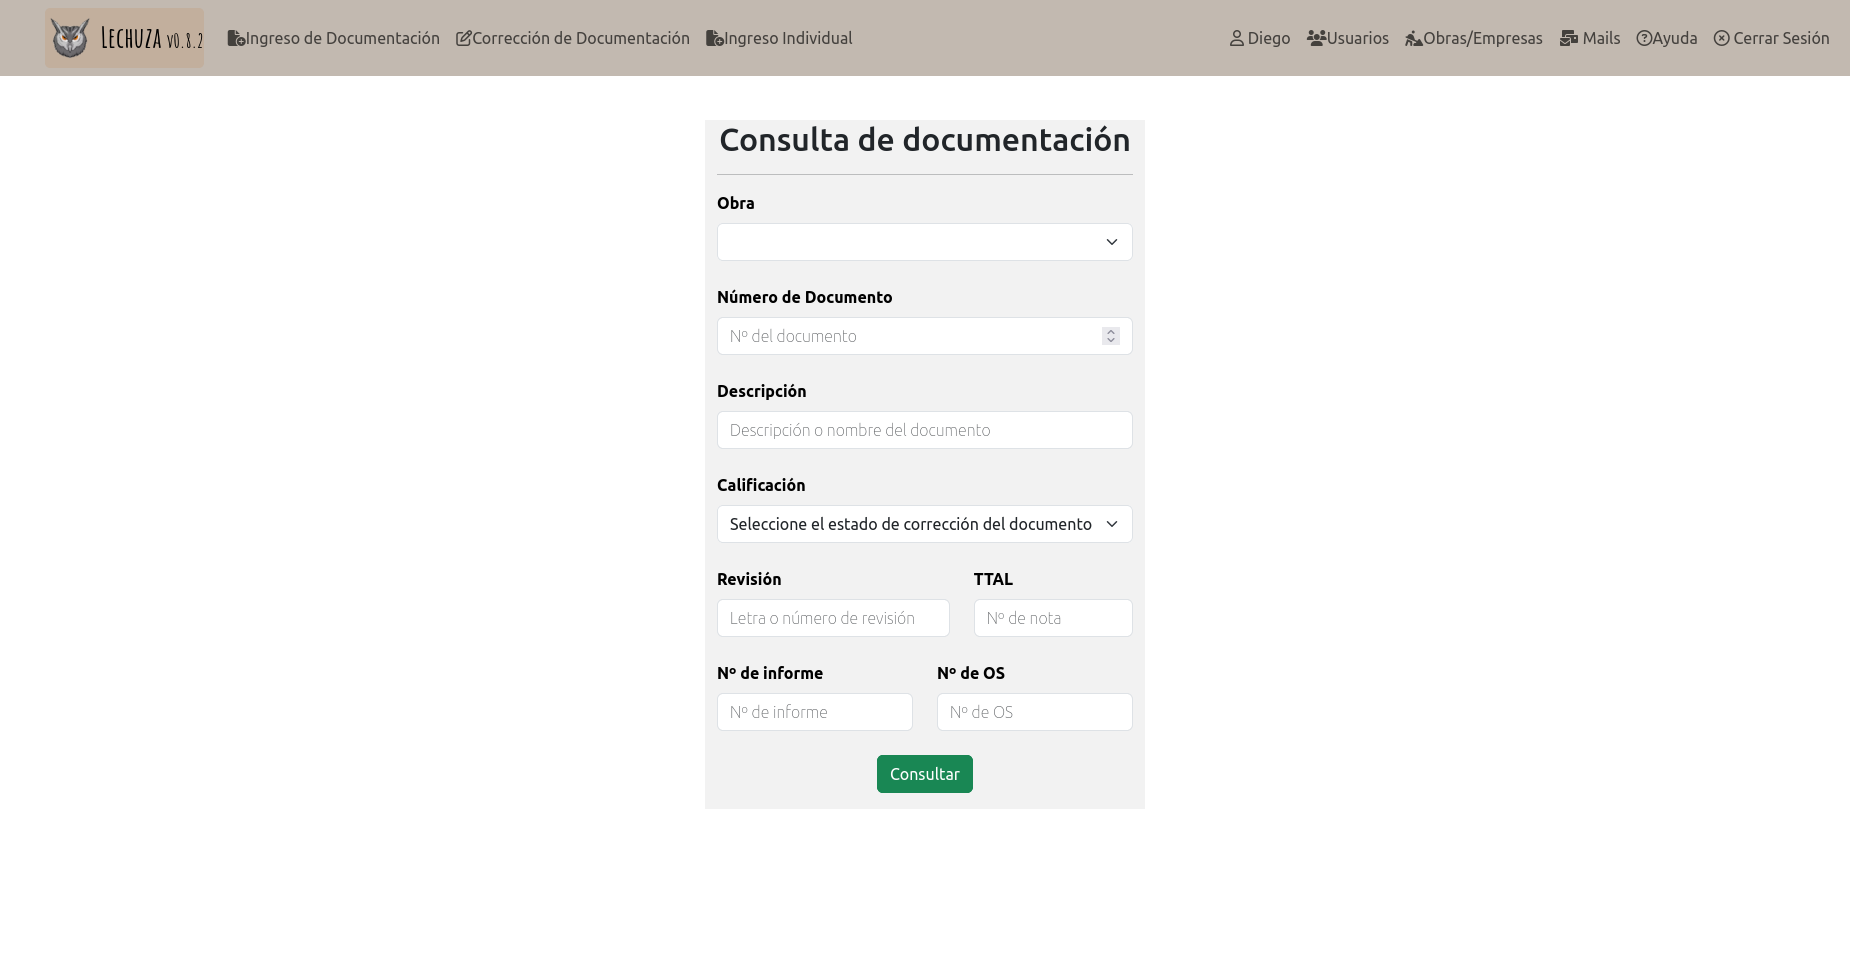 Lechuza v0.8.2 Ingreso de Documentación Corrección de Documentación Ingreso Individual Diego Usuarios Obras/Empresas Mails Ayuda Cerrar Sesión
Consulta de documentación
Obra
Número de Documento
Nº del documento
Descripción
Descripción o nombre del documento
Calificación
Seleccione el estado de corrección del documento
Revisión TTAL
Letra o número de revisión Nº de nota
Nº de informe Nº de OS
Nº de informe Nº de OS
Consultar